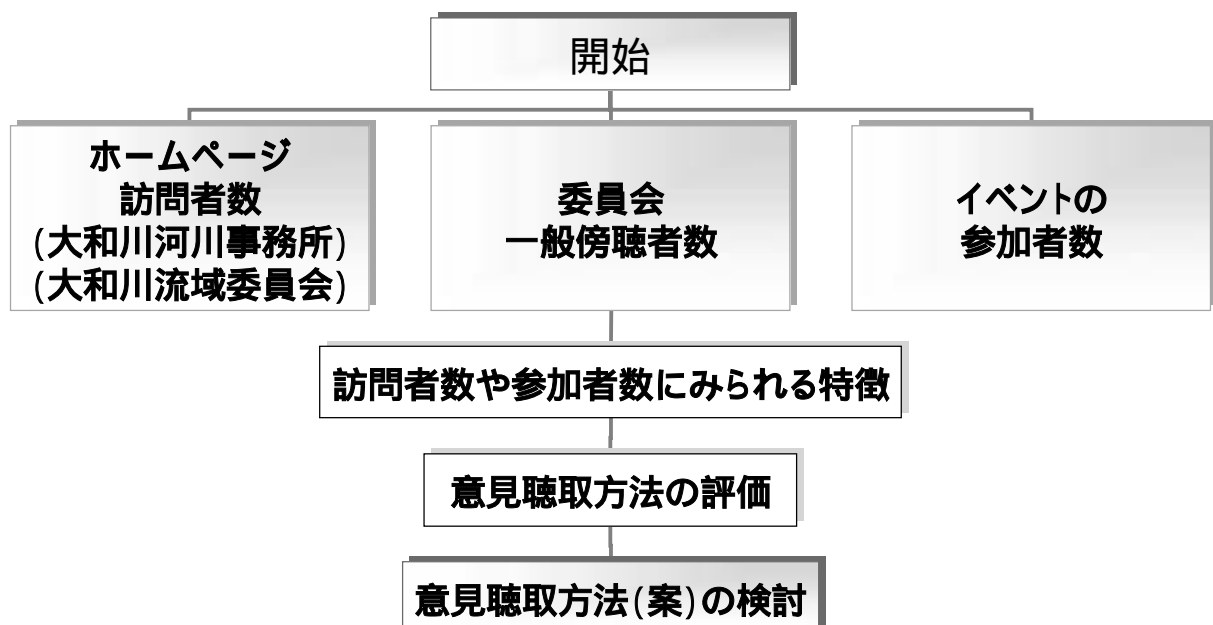 開始
ホームページ
訪問者数
(大和川河川事務所)
(大和川流域委員会)
委員会
一般傍聴者数
イベントの
参加者数
訪問者数や参加者数にみられる特徴
意見聴取方法の評価
意見聴取方法(案)の検討